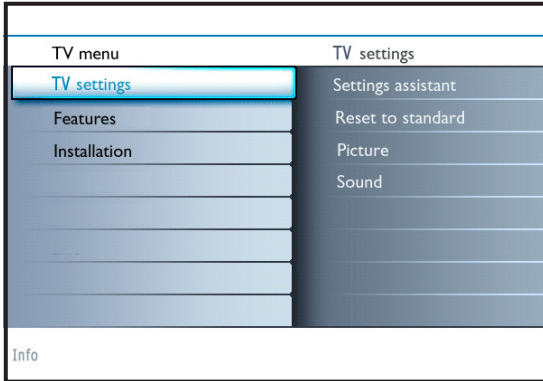 TV menu
TV settings
TV settings
Settings assistant
Features
Reset to standard
Installation
Picture
Sound
Info